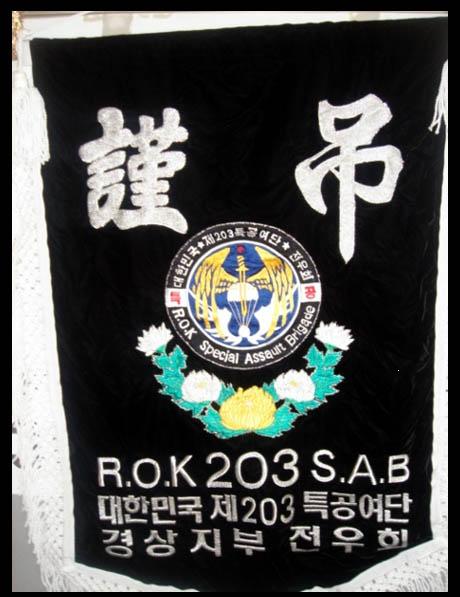 謹 弔
대한민국★제203특공여단★ 전우회
특 공
R.O.K Special Assaurt Brigade
R.O.K 203 S.A.B
대한민국 제203 특공여단
경상지부 전우회